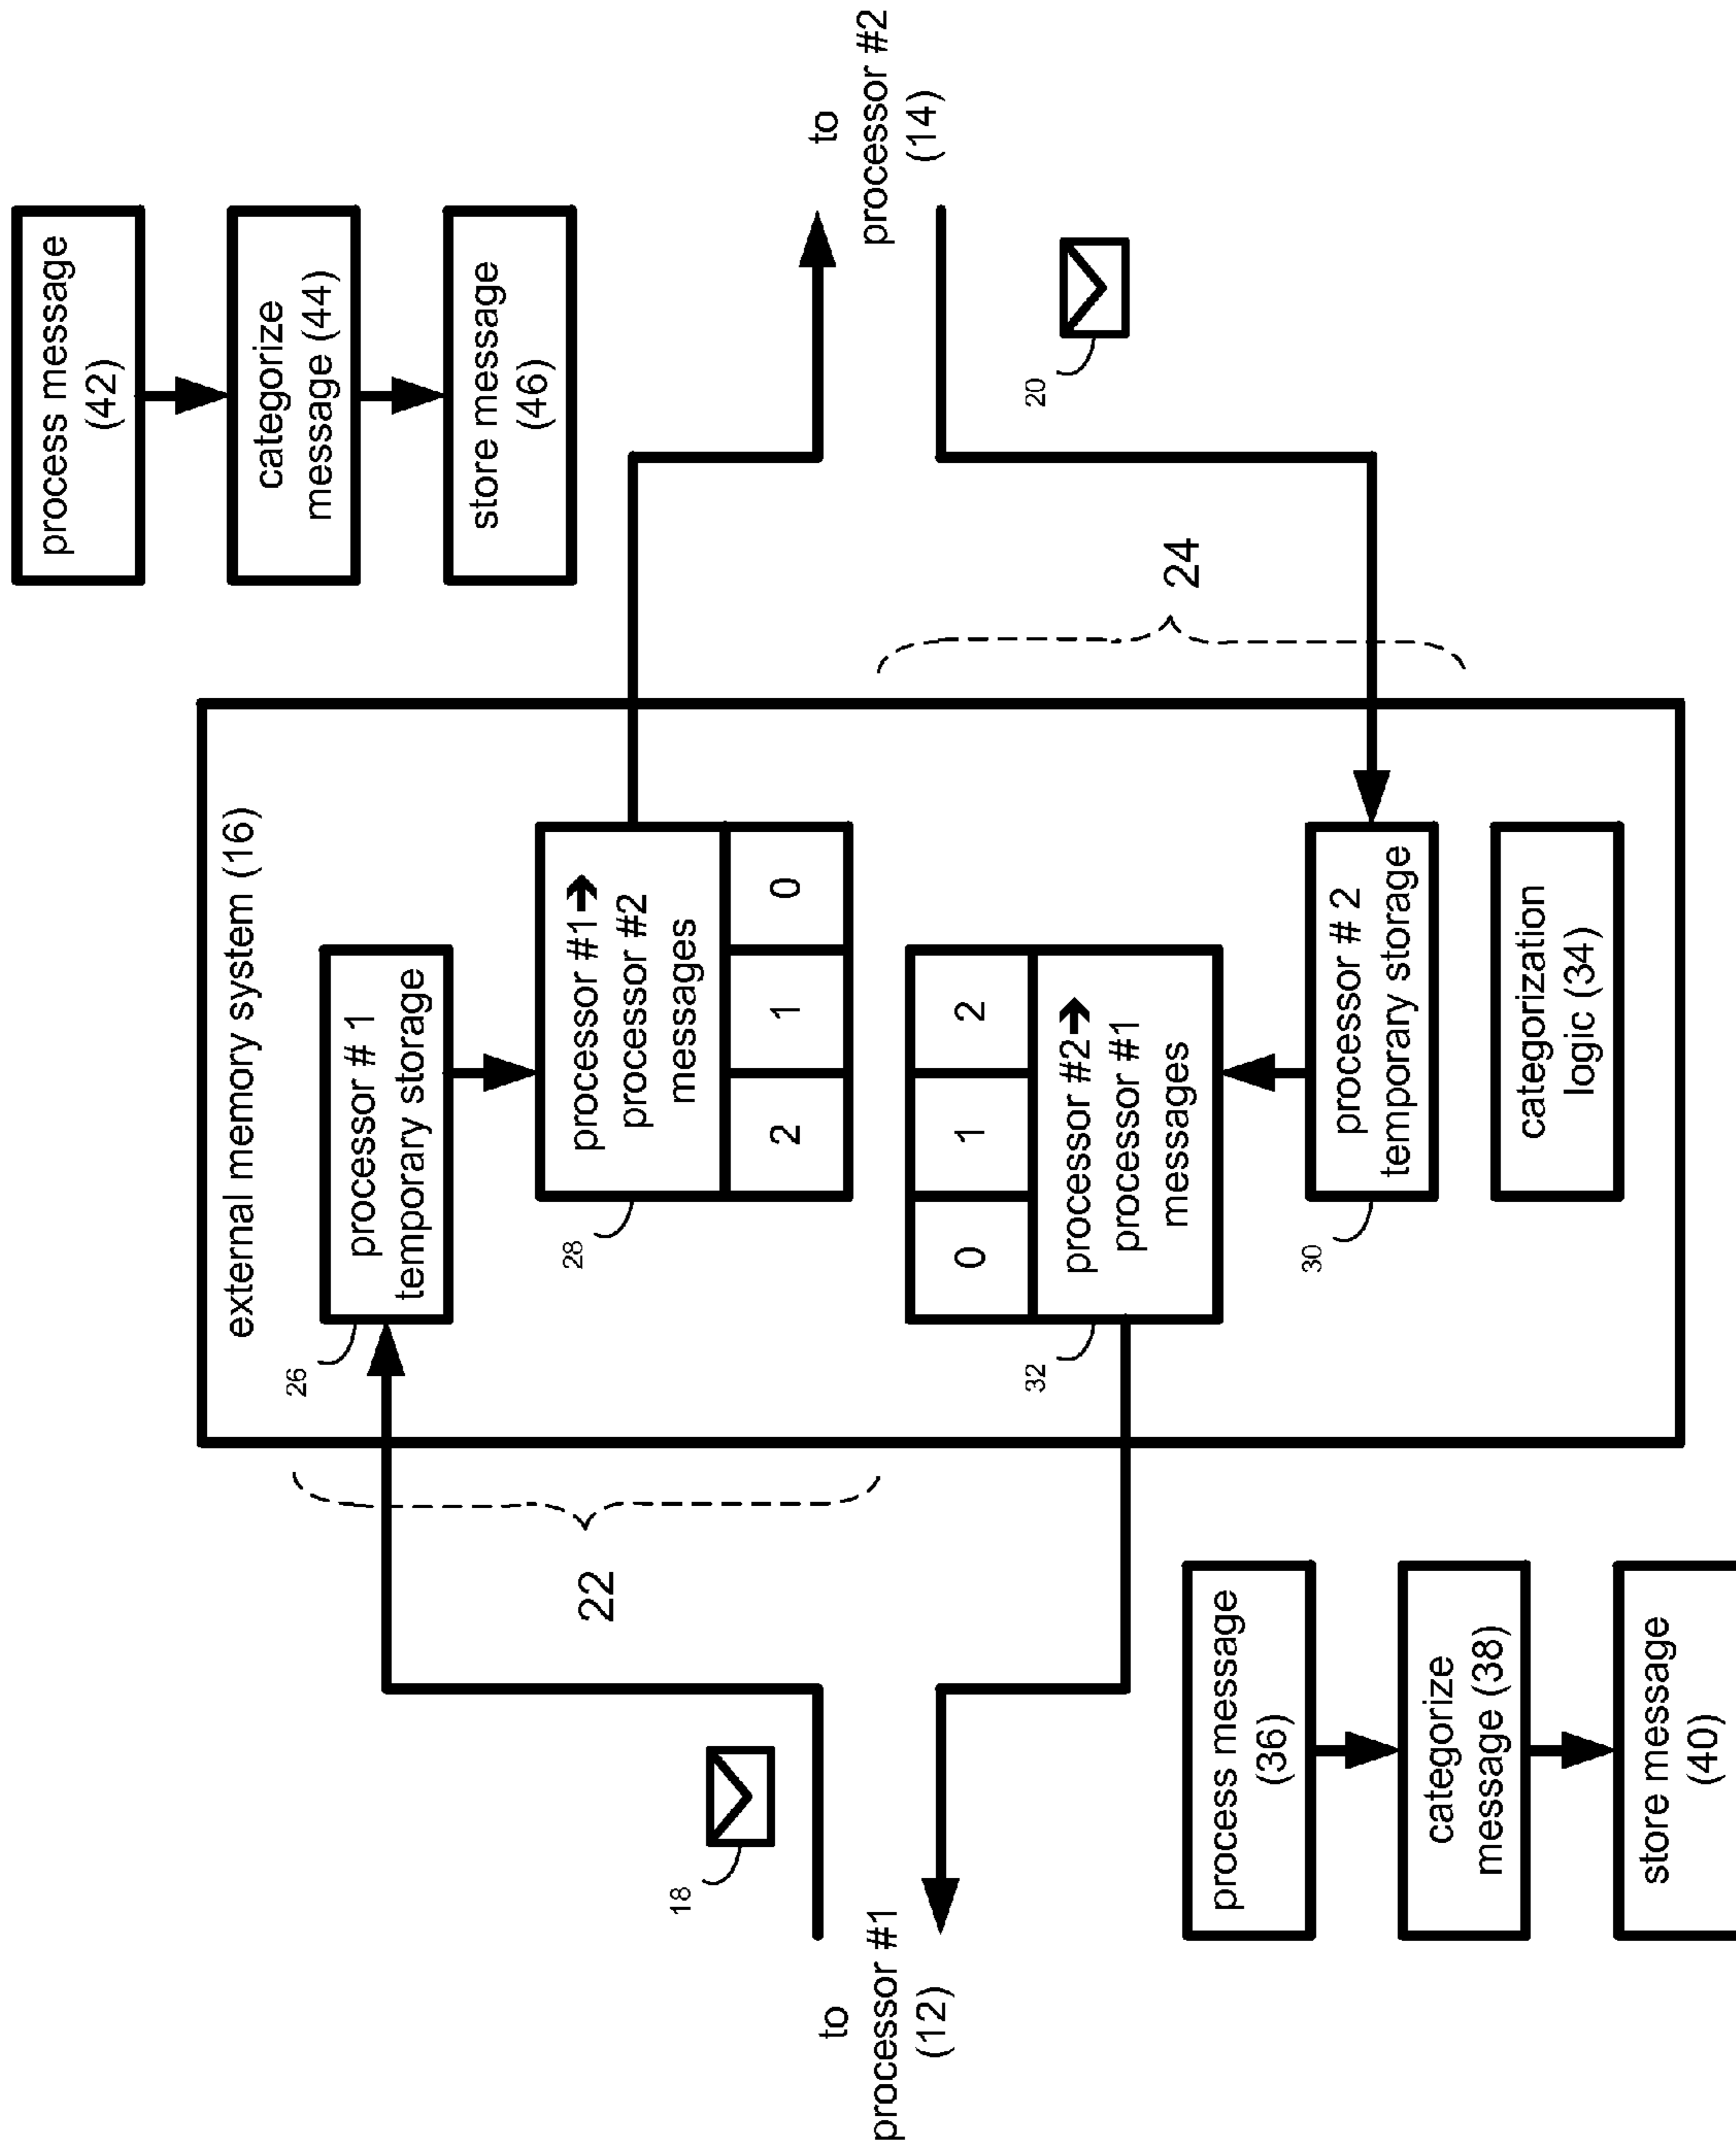 process message
(42)
categorize
message (44)
store message
(46)
external memory system (16)
26
processor # 1
temporary storage
28
processor #1➔
processor #2
messages
2 1 0
22
18
to
processor #1
(12)
to
processor #2
(14)
20
24
0 1 2
32
processor #2➔
processor #1
messages
30
processor # 2
temporary storage
categorization
logic (34)
process message
(36)
categorize
message (38)
store message
(40)